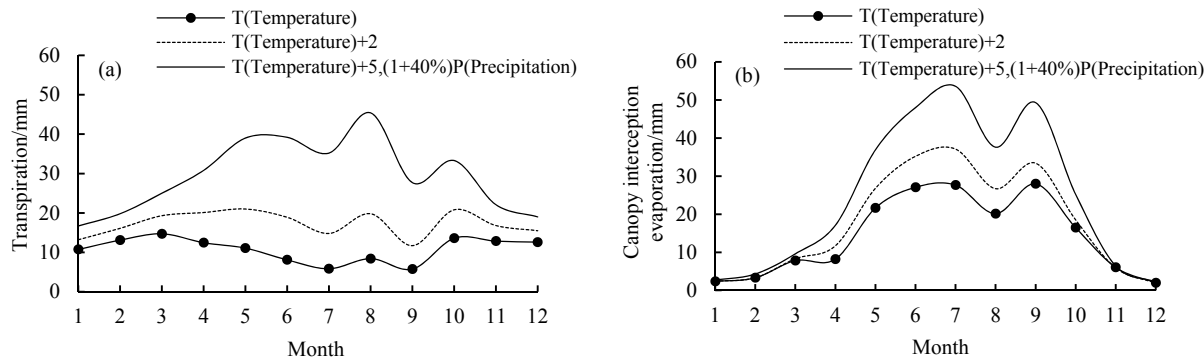 T(Temperature)
T(Temperature)+2
T(Temperature)+5,(1+40%)P(Precipitation)
(a)
Transpiration/mm
60
50
40
30
20
10
0
1 2 3 4 5 6 7 8 9 10 11 12
Month
T(Temperature)
T(Temperature)+2
T(Temperature)+5,(1+40%)P(Precipitation)
(b)
Canopy interception
evaporation/mm
60
50
40
30
20
10
0
1 2 3 4 5 6 7 8 9 10 11 12
Month